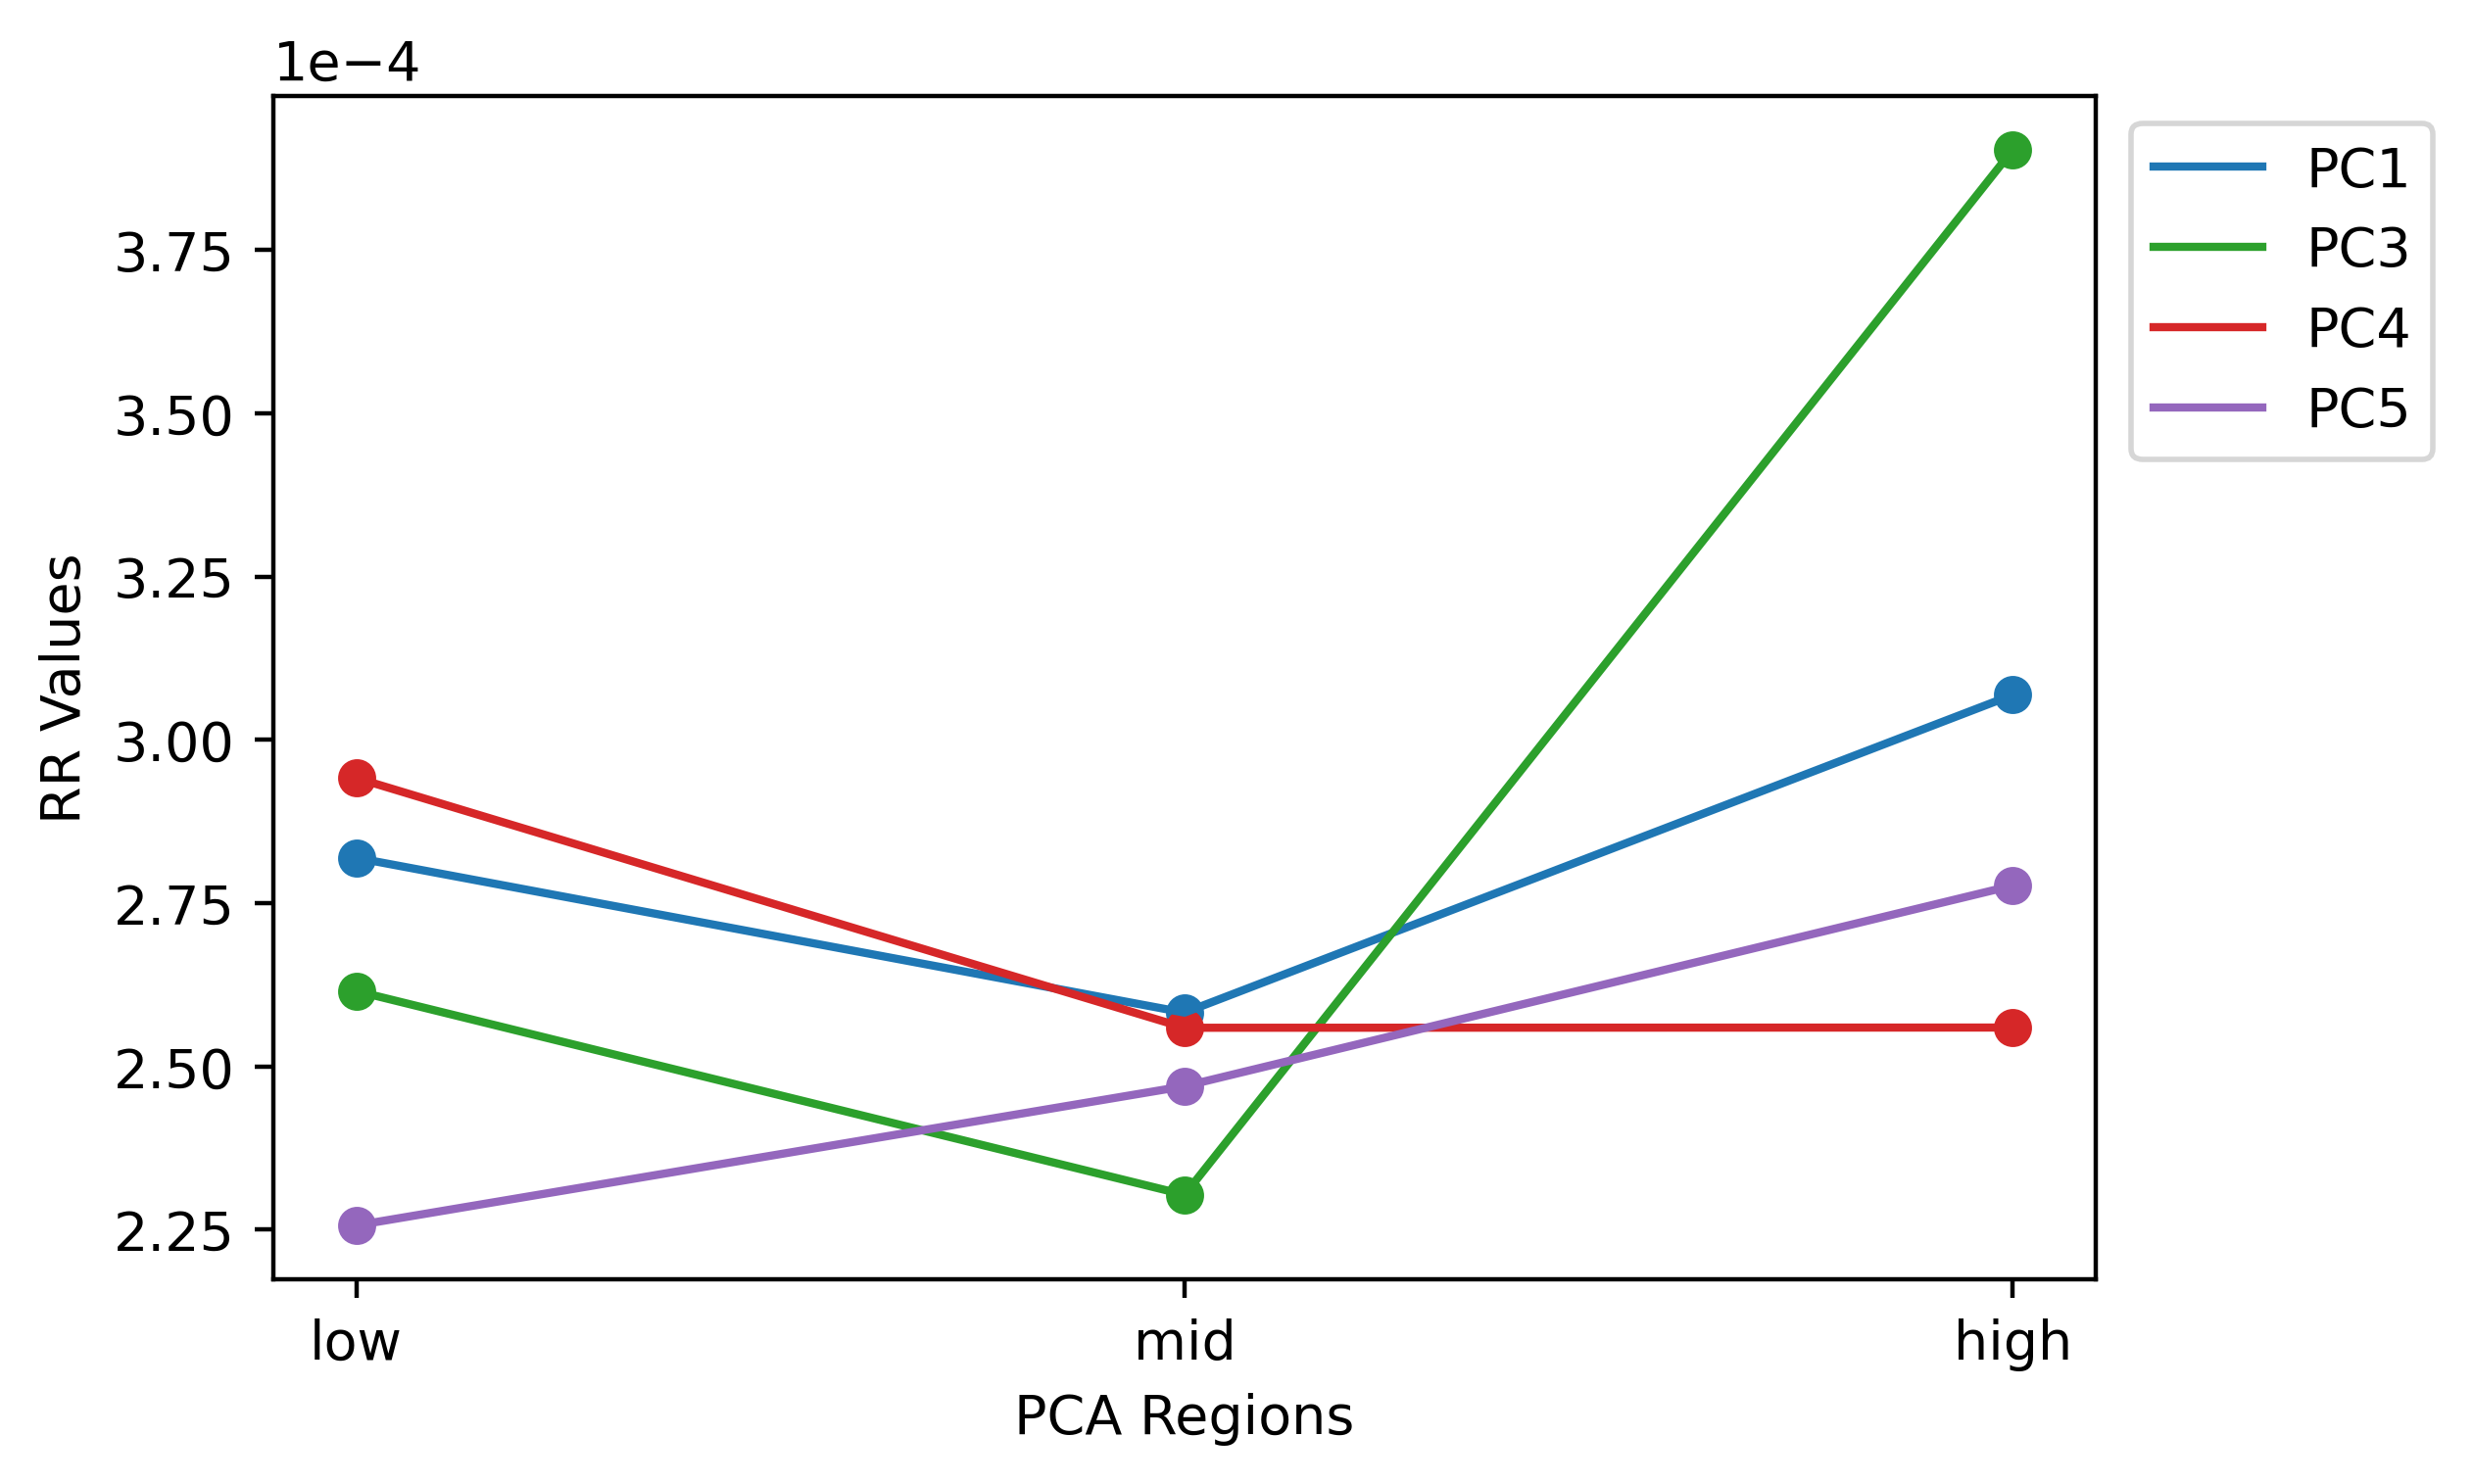 1e−4
3.75
3.50
3.25
3.00
2.75
2.50
2.25
RR Values
low
mid
high
PCA Regions
PC1
PC3
PC4
PC5